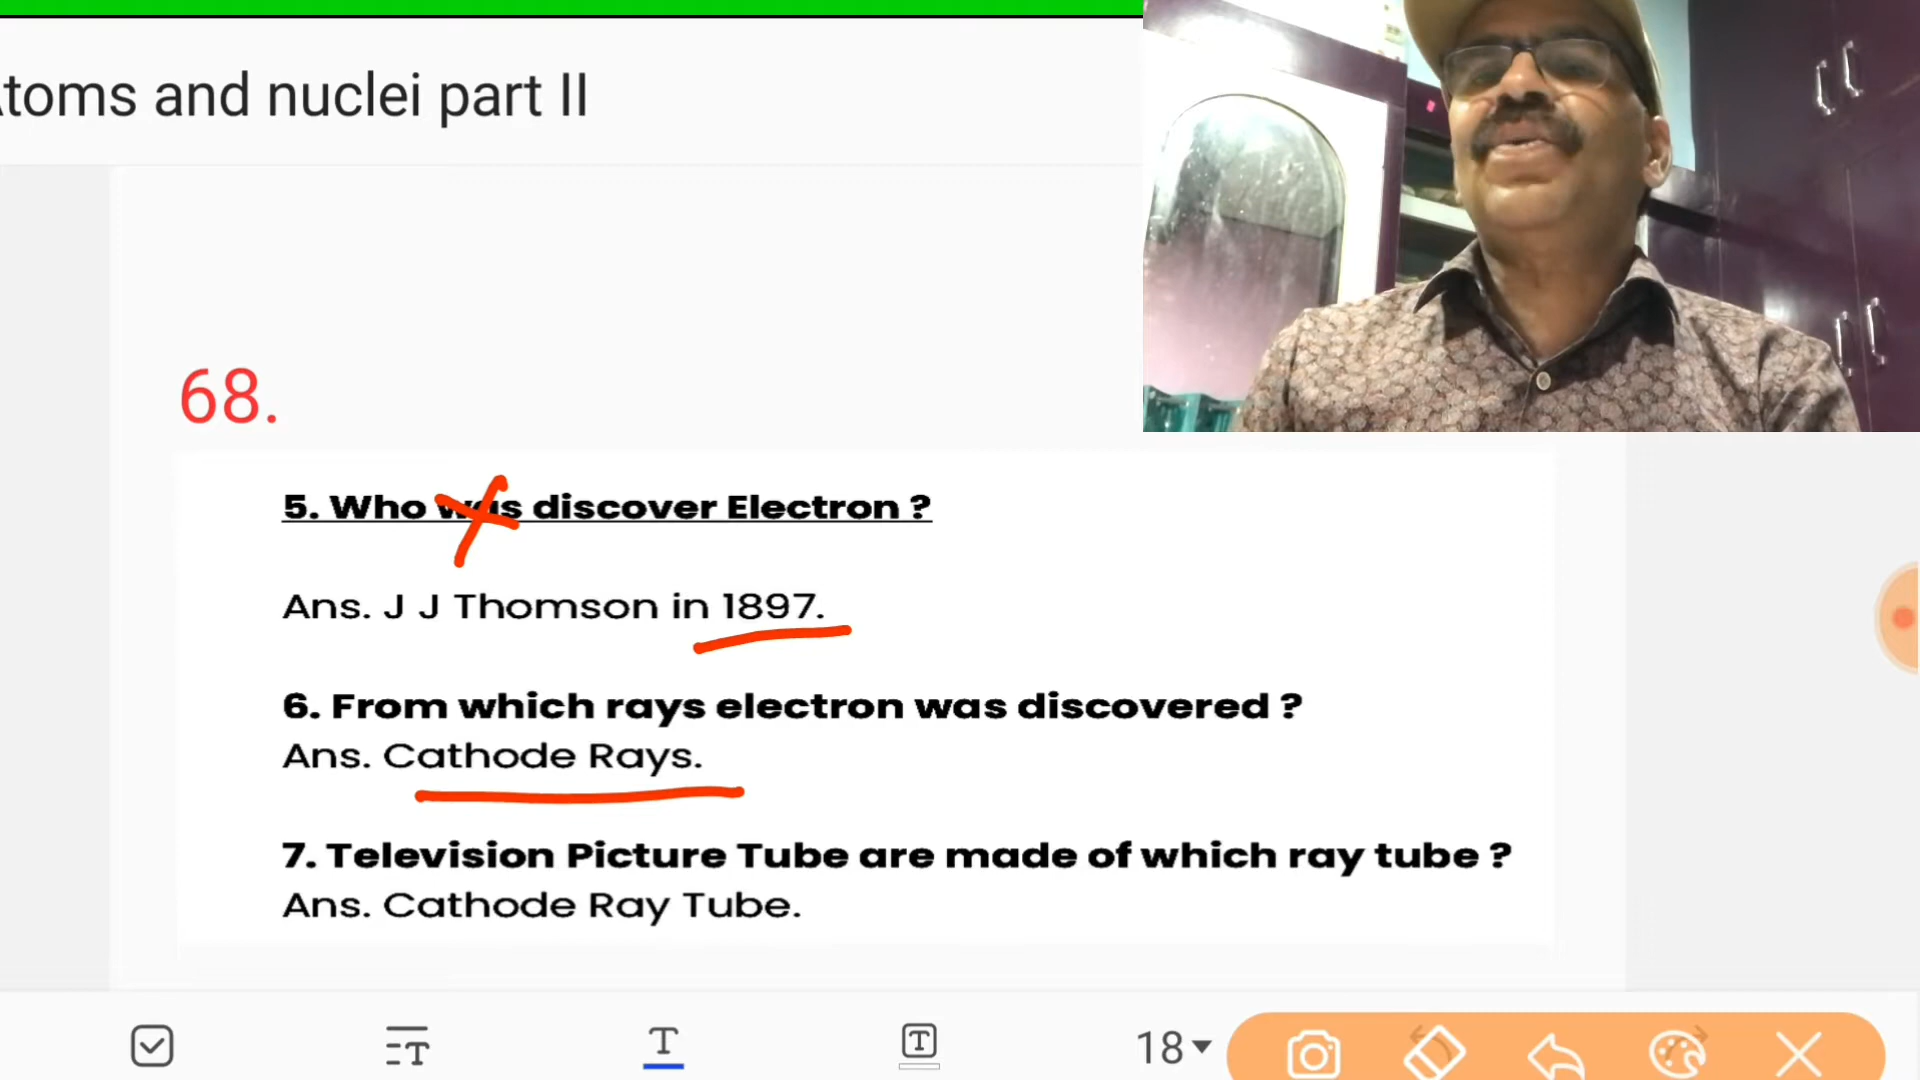 toms and nuclei part II
68.
5. Who was discover Electron ?
Ans. J J Thomson in 1897.
6. From which rays electron was discovered ?
Ans. Cathode Rays.
7. Television Picture Tube are made of which ray tube ?
Ans. Cathode Ray Tube.
18